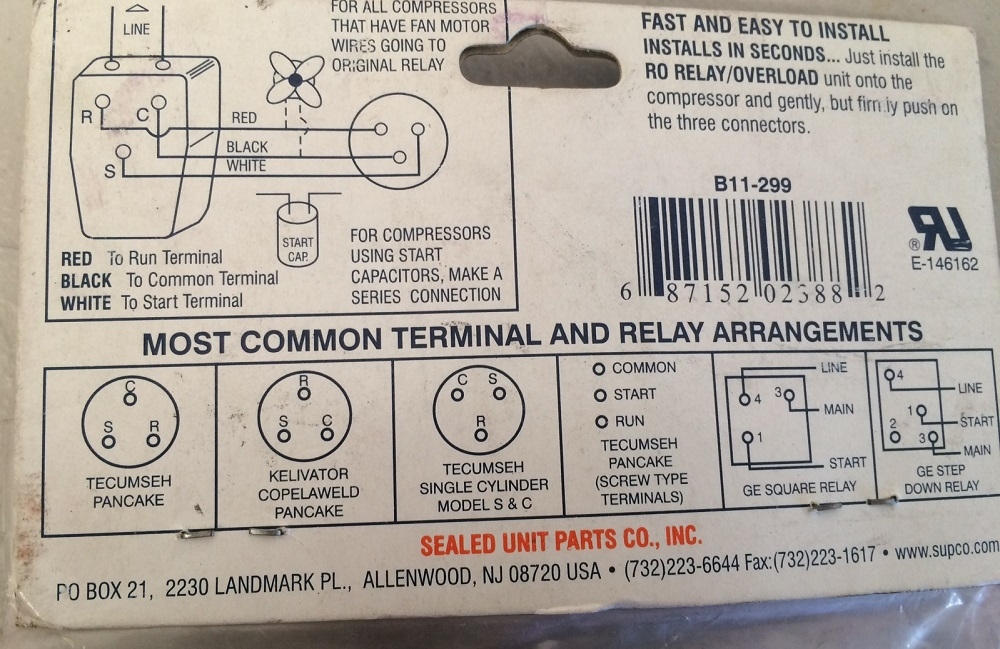 LINE
FOR ALL COMPRESSORS
THAT HAVE FAN MOTOR
WIRES GOING TO
ORIGINAL RELAY
R
C
S
RED
BLACK
WHITE
START
CAP.
RED To Run Terminal
BLACK To Common Terminal
WHITE To Start Terminal
FOR COMPRESSORS
USING START
CAPACITORS, MAKE A
SERIES CONNECTION
FAST AND EASY TO INSTALL
INSTALLS IN SECONDS... Just install the
RO RELAY/OVERLOAD unit onto the
compressor and gently, but firmly push on
the three connectors.
B11-299
6 87152 02388 2
®
E-146162
MOST COMMON TERMINAL AND RELAY ARRANGEMENTS
C
S R
TECUMSEH
PANCAKE
R
S C
KELIVATOR
COPELAWELD
PANCAKE
C S
R
TECUMSEH
SINGLE CYLINDER
MODEL S & C
COMMON
START
RUN
TECUMSEH
PANCAKE
(SCREW TYPE
TERMINALS)
LINE
4 3
MAIN
1
START
GE SQUARE RELAY
4
LINE
1
START
2 3
MAIN
GE STEP
DOWN RELAY
SEALED UNIT PARTS CO., INC.
PO BOX 21, 2230 LANDMARK PL., ALLENWOOD, NJ 08720 USA • (732)223-6644 Fax:(732)223-1617 • www.supco.com